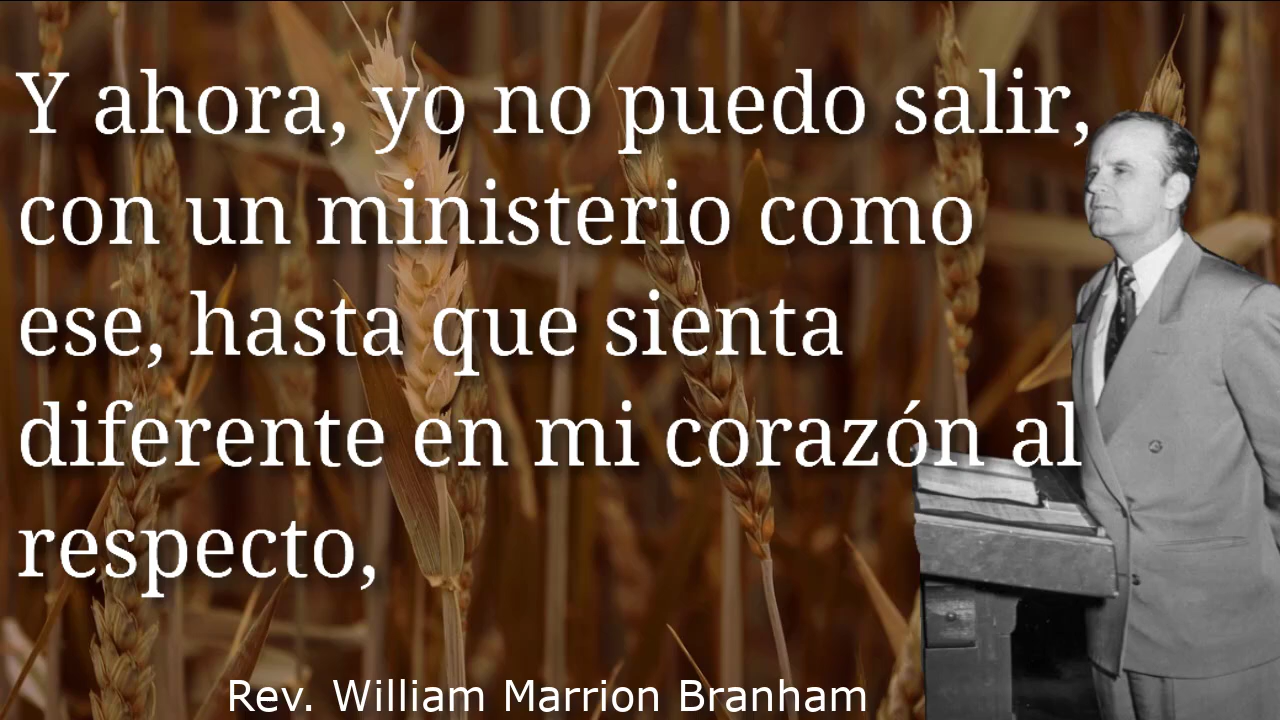 Y ahora, yo no puedo salir,
con un ministerio como
ese, hasta que sienta
diferente en mi corazón al
respecto,
Rev. William Marrion Branham